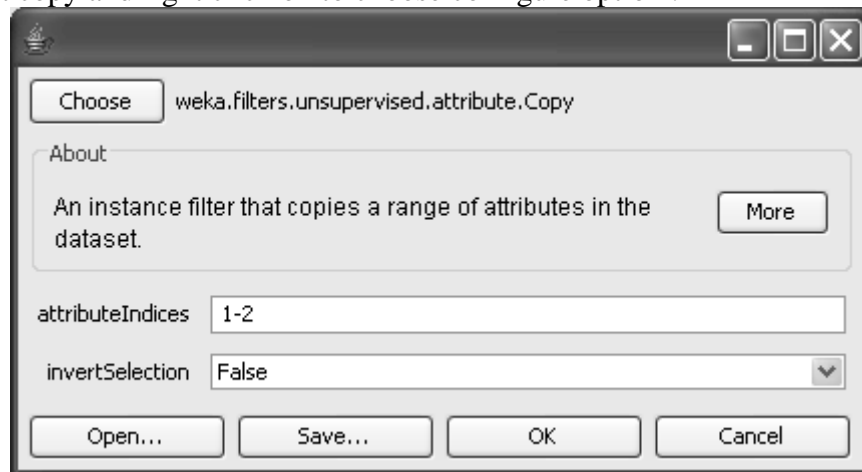 Choose weka.filters.unsupervised.attribute.Copy
About
An instance filter that copies a range of attributes in the
dataset.
More
attributeIndices 1-2
invertSelection False
Open... Save... OK Cancel